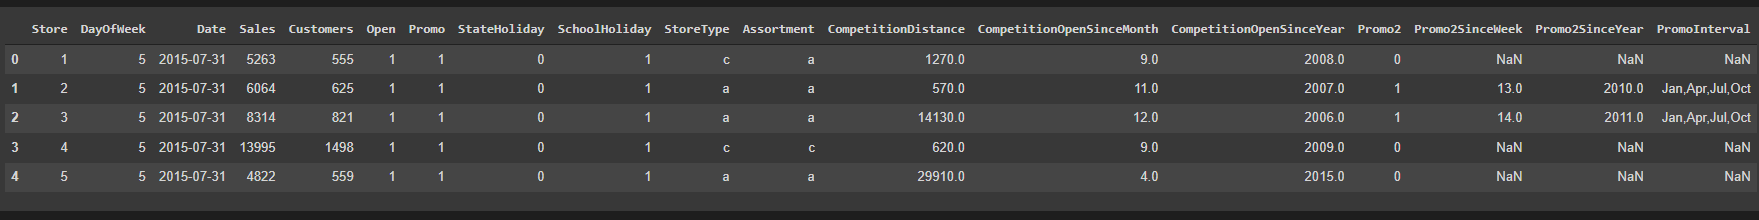 Store DayOfWeek Date Sales Customers Open Promo StateHoliday SchoolHoliday StoreType Assortment CompetitionDistance CompetitionOpenSinceMonth CompetitionOpenSinceYear Promo2 Promo2SinceWeek Promo2SinceYear PromoInterval
0 1 5 2015-07-31 5263 555 1 1 0 1 c a 1270.0 9.0 2008.0 0 NaN NaN NaN
1 2 5 2015-07-31 6064 625 1 1 0 1 a a 570.0 11.0 2007.0 1 13.0 2010.0 Jan,Apr,Jul,Oct
2 3 5 2015-07-31 8314 821 1 1 0 1 a a 14130.0 12.0 2006.0 1 14.0 2011.0 Jan,Apr,Jul,Oct
3 4 5 2015-07-31 13995 1498 1 1 0 1 c c 620.0 9.0 2009.0 0 NaN NaN NaN
4 5 5 2015-07-31 4822 559 1 1 0 1 a a 29910.0 4.0 2015.0 0 NaN NaN NaN